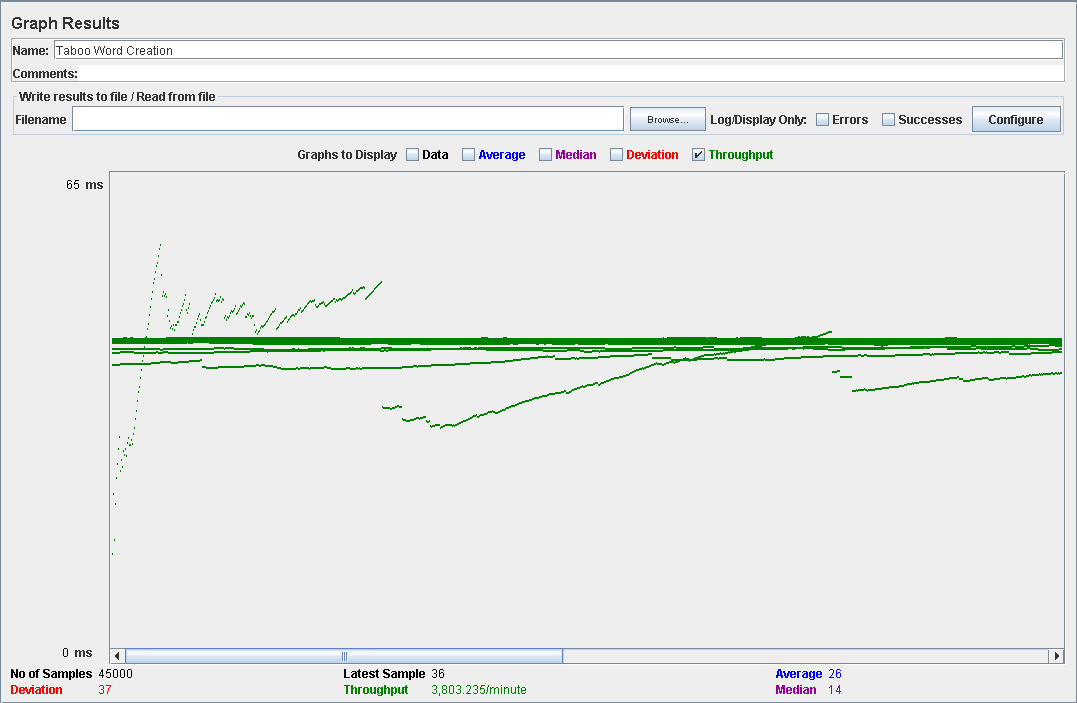 Graph Results
Name: Taboo Word Creation
Comments:
Write results to file / Read from file
Filename Browse... Log/Display Only: Errors Successes Configure
Graphs to Display Data Average Median Deviation Throughput
65 ms
0 ms
No of Samples 45000 Latest Sample 36 Average 26
Deviation 37 Throughput 3,803.235/minute Median 14